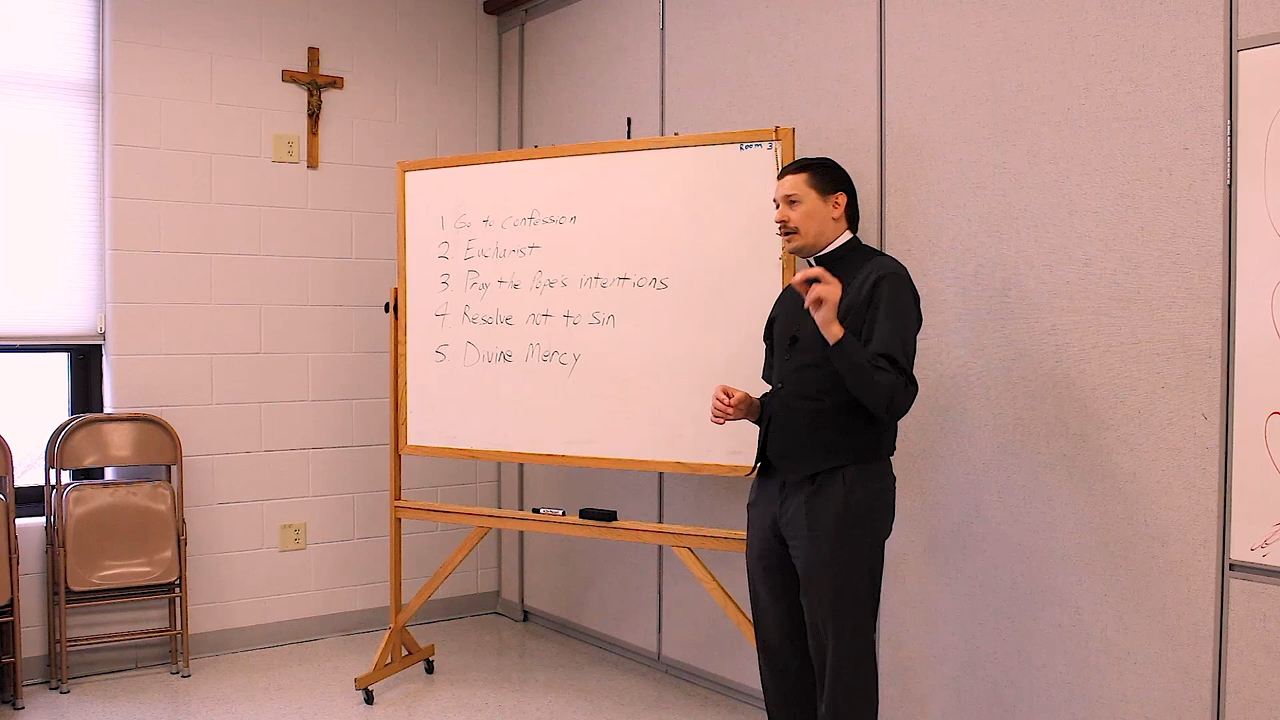 Room 3
1 Go to Confession
2. Eucharist
3. Pray the Pope's intentions
4. Resolve not to sin
5. Divine Mercy